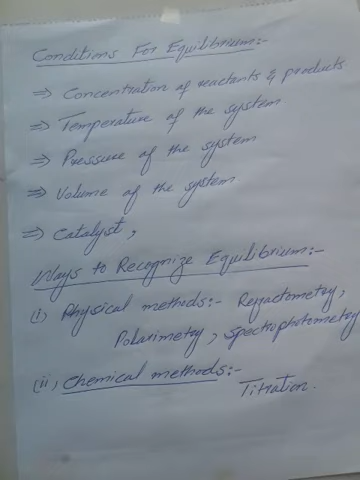 Conditions For Equilibrium:-
⇒ Concentration of reactants & products
⇒ Temperature of the system
⇒ Pressure of the system
⇒ Volume of the system
⇒ Catalyst,
Ways to Recognize Equilibrium:-
(i) Physical methods:- Refractometry,
Polarimetry, Spectrophotometry
(ii) Chemical methods:-
Titration.